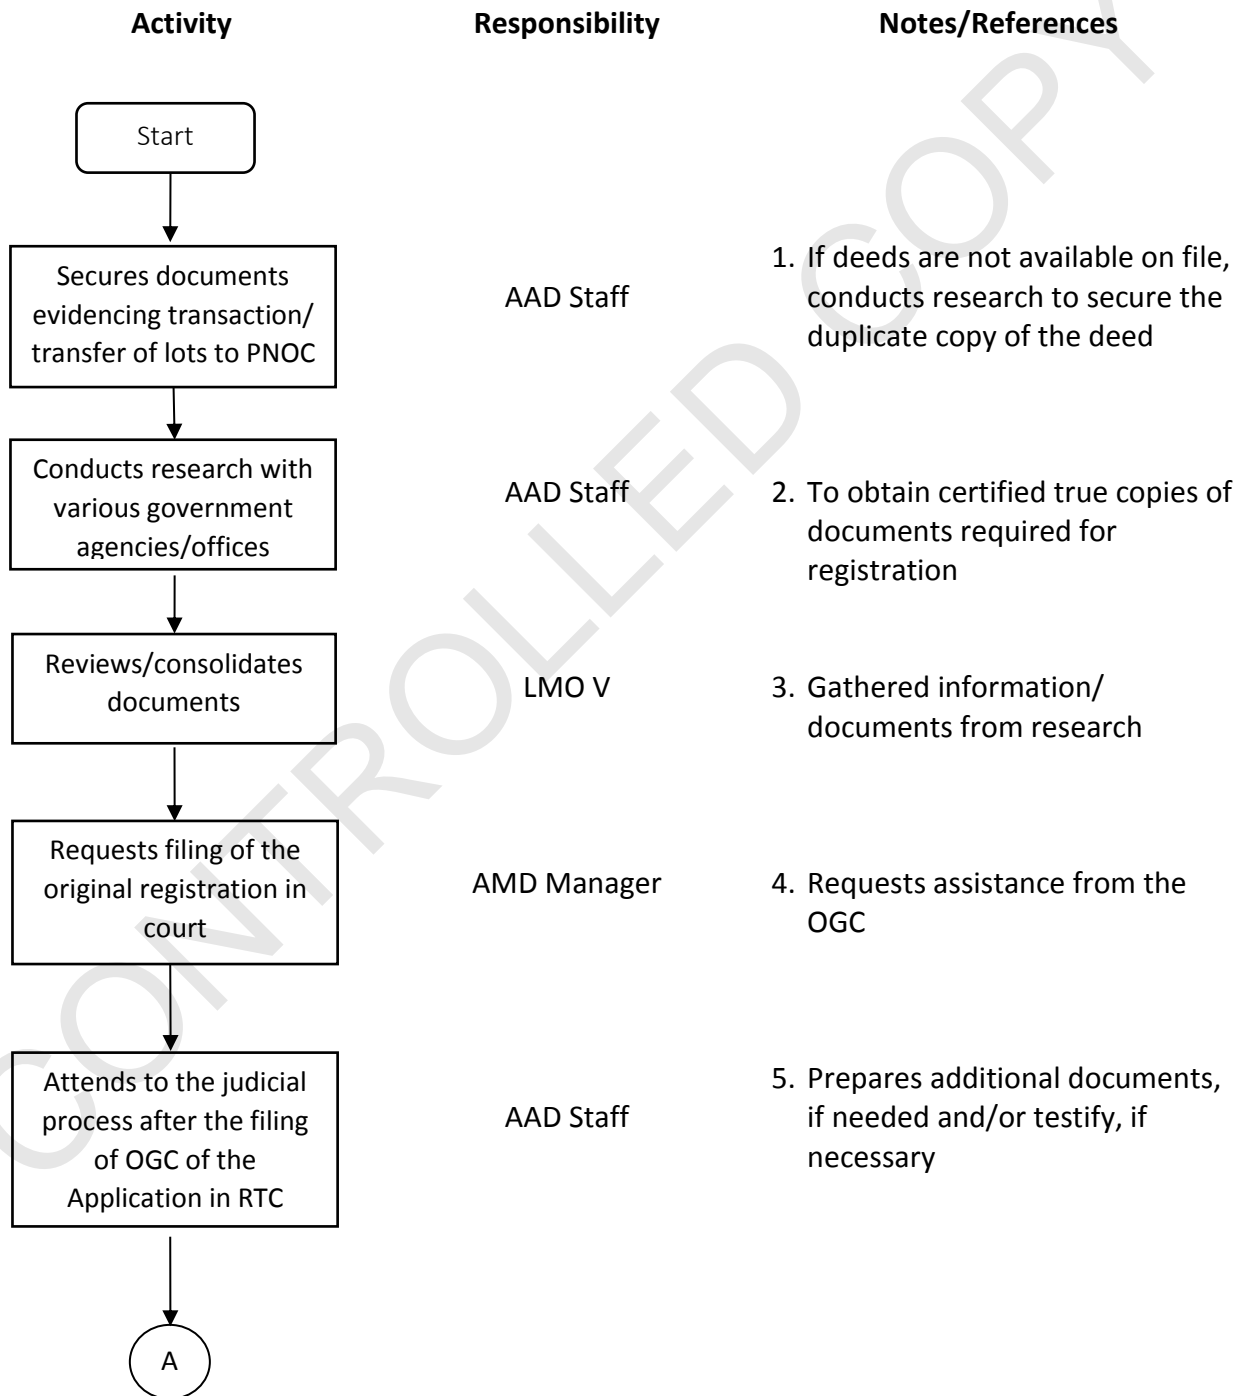 Activity
Responsibility
Notes/References
Start
Secures documents
evidencing transaction/
transfer of lots to PNOC
AAD Staff
1. If deeds are not available on file,
conducts research to secure the
duplicate copy of the deed
Conducts research with
various government
agencies/offices
AAD Staff
2. To obtain certified true copies of
documents required for
registration
Reviews/consolidates
documents
LMO V
3. Gathered information/
documents from research
Requests filing of the
original registration in
court
AMD Manager
4. Requests assistance from the
OGC
Attends to the judicial
process after the filing
of OGC of the
Application in RTC
AAD Staff
5. Prepares additional documents,
if needed and/or testify, if
necessary
A
CONTROLLED COPY